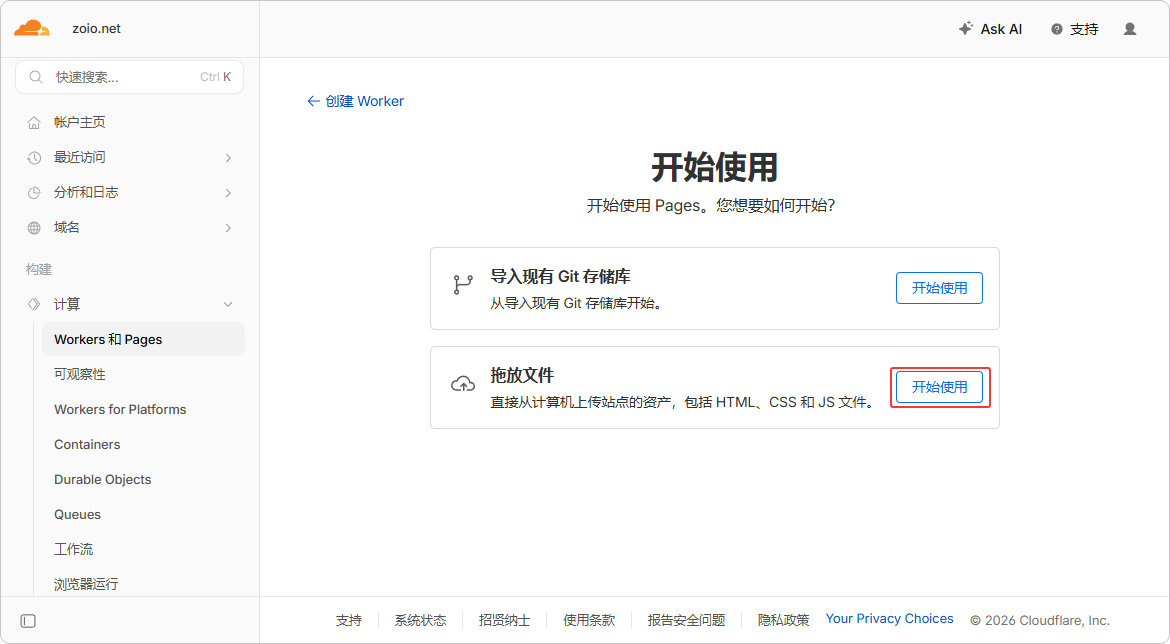 zoio.net
Ask AI
支持
快速搜索... Ctrl K
帐户主页
最近访问
分析和日志
域名
构建
计算
Workers 和 Pages
可观察性
Workers for Platforms
Containers
Durable Objects
Queues
工作流
浏览器运行
← 创建 Worker
开始使用
开始使用 Pages。您想要如何开始?
导入现有 Git 存储库
从导入现有 Git 存储库开始。
开始使用
拖放文件
直接从计算机上传站点的资产，包括 HTML、CSS 和 JS 文件。
开始使用
支持 系统状态 招贤纳士 使用条款 报告安全问题 隐私政策 Your Privacy Choices © 2026 Cloudflare, Inc.